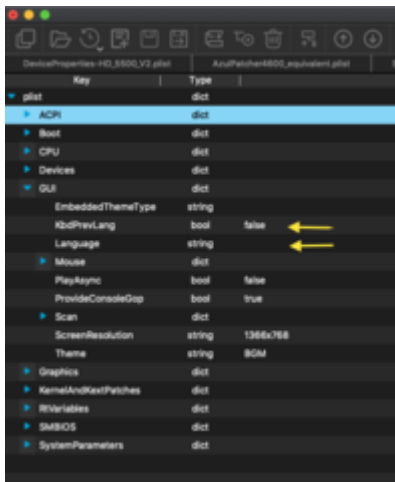 DeviceProperties-HD_5500_V2.plist AzulPatcher4600_equivalent.plist
Key Type
plist dict
ACPI dict
Boot dict
CPU dict
Devices dict
GUI dict
EmbeddedThemeType string
KbdPrevLang bool false
Language string
Mouse dict
PlayAsync bool false
ProvideConsoleGop bool true
Scan dict
ScreenResolution string 1366x768
Theme string BGM
Graphics dict
KernelAndKextPatches dict
RtVariables dict
SMBIOS dict
SystemParameters dict